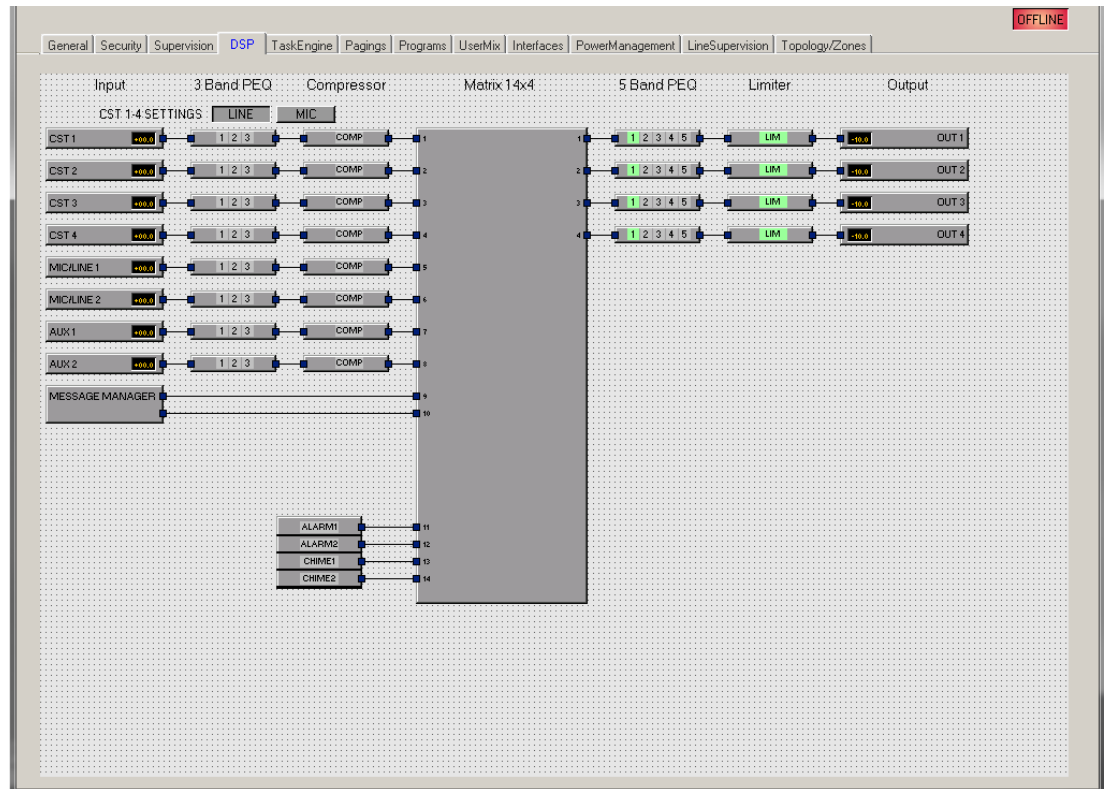 OFFLINE
General Security Supervision DSP TaskEngine Pagings Programs UserMix Interfaces PowerManagement LineSupervision Topology/Zones
Input 3 Band PEQ Compressor Matrix 14x4 5 Band PEQ Limiter Output
CST 1-4 SETTINGS LINE MIC
CST 1 +00.0 1 2 3 COMP 1 1 1 2 3 4 5 LIM -10.0 OUT 1
CST 2 +00.0 1 2 3 COMP 2 2 1 2 3 4 5 LIM -10.0 OUT 2
CST 3 +00.0 1 2 3 COMP 3 3 1 2 3 4 5 LIM -10.0 OUT 3
CST 4 +00.0 1 2 3 COMP 4 4 1 2 3 4 5 LIM -10.0 OUT 4
MIC/LINE 1 +00.0 1 2 3 COMP 5
MIC/LINE 2 +00.0 1 2 3 COMP 6
AUX 1 +00.0 1 2 3 COMP 7
AUX 2 +00.0 1 2 3 COMP 8
MESSAGE MANAGER 9
10
ALARM1 11
ALARM2 12
CHIME1 13
CHIME2 14